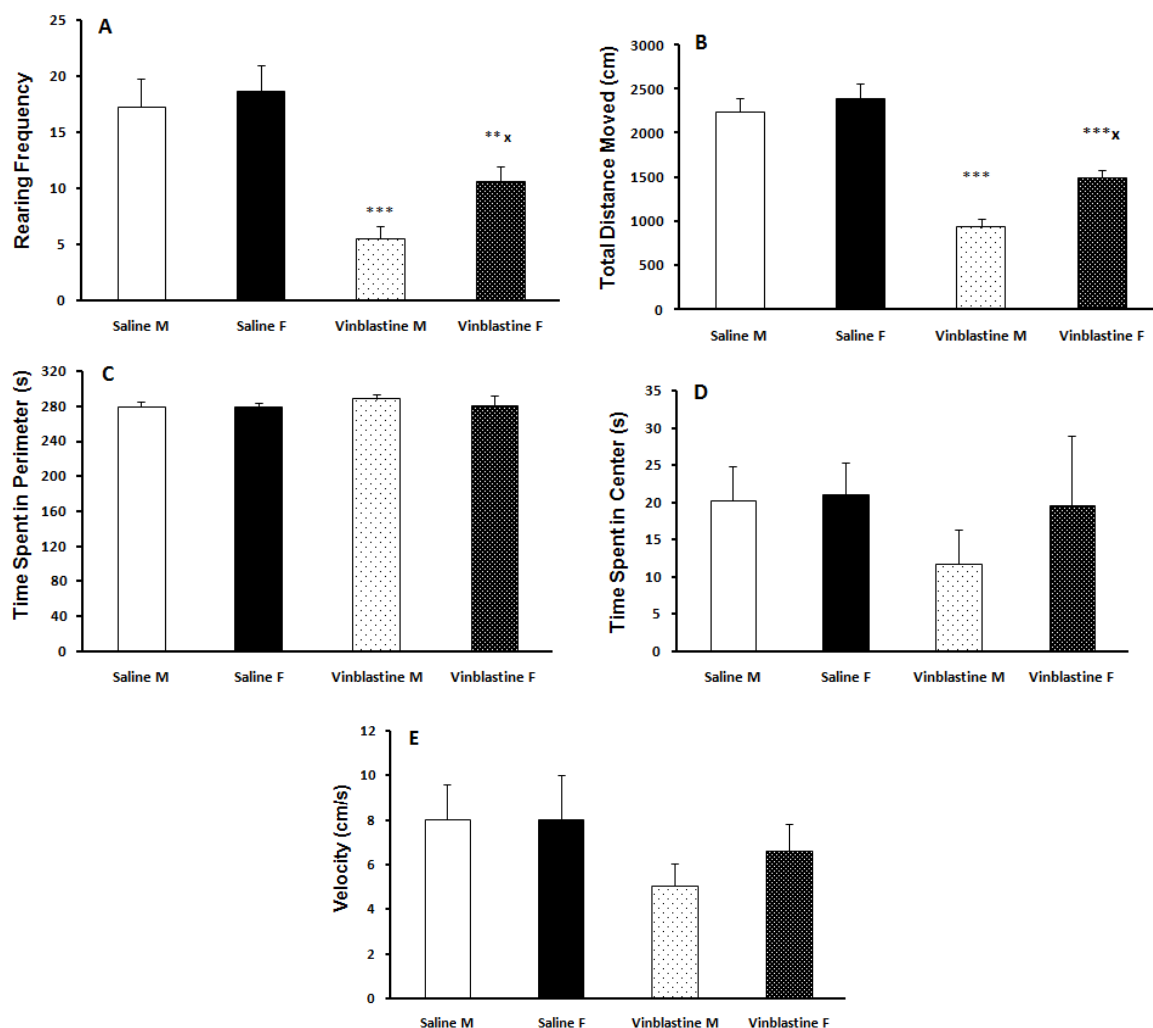 A
Rearing Frequency
25
20
15
10
5
0
***
**x
Saline M Saline F Vinblastine M Vinblastine F
B
Total Distance Moved (cm)
3000
2500
2000
1500
1000
500
0
***
***x
Saline M Saline F Vinblastine M Vinblastine F
C
Time Spent in Perimeter (s)
320
280
240
200
160
120
80
40
0
Saline M Saline F Vinblastine M Vinblastine F
D
Time Spent in Center (s)
35
30
25
20
15
10
5
0
Saline M Saline F Vinblastine M Vinblastine F
E
Velocity (cm/s)
12
10
8
6
4
2
0
Saline M Saline F Vinblastine M Vinblastine F